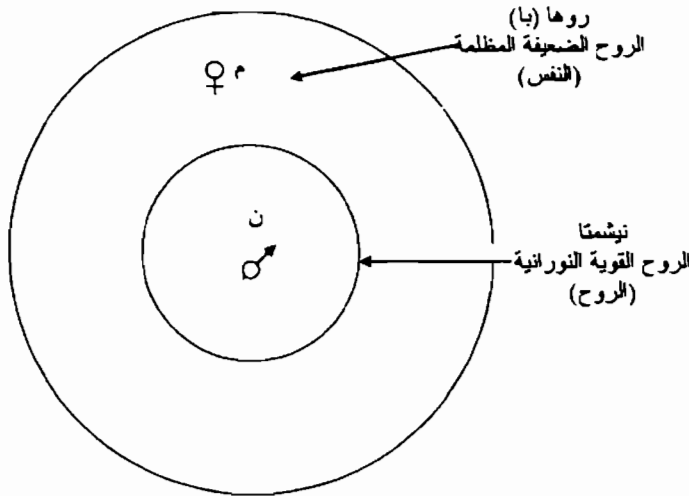 روها (با)
الروح الضعيفة المظلمة
(النفس)
♀ م
ن
نيشمتا
الروح القوية النورانية
(الروح)